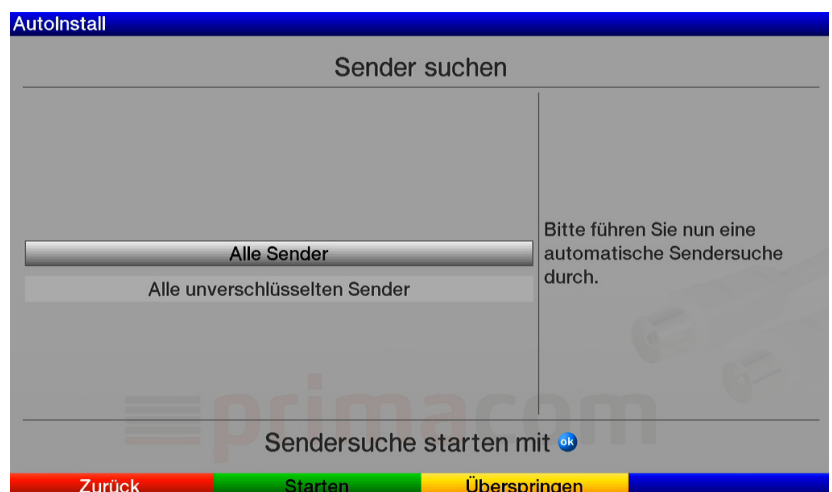 AutoInstall
Sender suchen
Alle Sender
Alle unverschlüsselten Sender
Bitte führen Sie nun eine
automatische Sendersuche
durch.
primacom
Sendersuche starten mit ok
Zurück
Starten
Überspringen